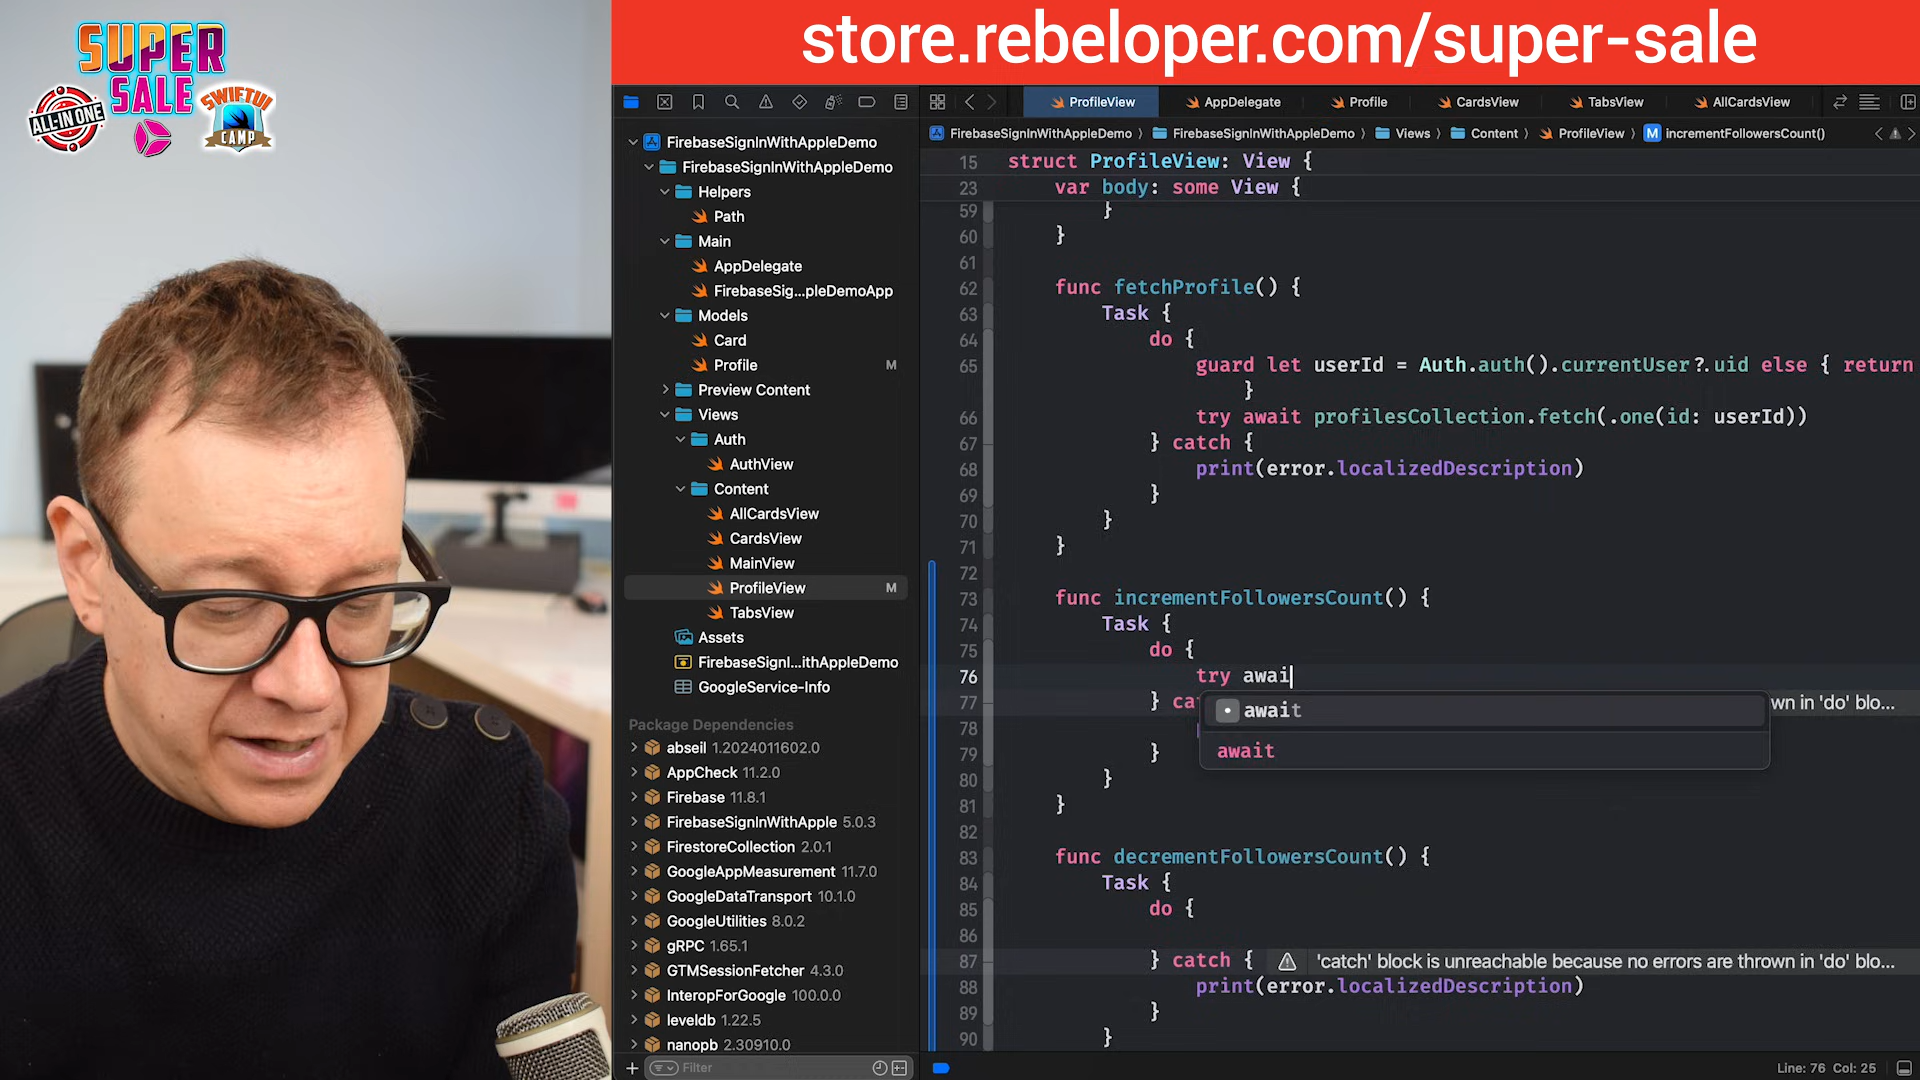 SUPER
SALE
ALL-IN-ONE
SWIFTUI
CAMP
store.rebeloper.com/super-sale
ProfileView
AppDelegate
Profile
CardsView
TabsView
AllCardsView
FirebaseSignInWithAppleDemo
FirebaseSignInWithAppleDemo
Views
Content
ProfileView
M
incrementFollowersCount()
FirebaseSignInWithAppleDemo
FirebaseSignInWithAppleDemo
Helpers
Path
Main
AppDelegate
FirebaseSig...pleDemoApp
Models
Card
Profile M
Preview Content
Views
Auth
AuthView
Content
AllCardsView
CardsView
MainView
ProfileView M
TabsView
Assets
FirebaseSignI...ithAppleDemo
GoogleService-Info
Package Dependencies
abseil 1.2024011602.0
AppCheck 11.2.0
Firebase 11.8.1
FirebaseSignInWithApple 5.0.3
FirestoreCollection 2.0.1
GoogleAppMeasurement 11.7.0
GoogleDataTransport 10.1.0
GoogleUtilities 8.0.2
gRPC 1.65.1
GTMSessionFetcher 4.3.0
InteropForGoogle 100.0.0
leveldb 1.22.5
nanopb 2.30910.0
Filter
15 struct ProfileView: View {
23 var body: some View {
59 }
60 }
61
62 func fetchProfile() {
63 Task {
64 do {
65 guard let userId = Auth.auth().currentUser?.uid else { return
}
66 try await profilesCollection.fetch(.one(id: userId))
67 } catch {
68 print(error.localizedDescription)
69 }
70 }
71 }
72
73 func incrementFollowersCount() {
74 Task {
75 do {
76 try awai
77 } ca wn in 'do' blo...
await
78
await
79 }
80 }
81 }
82
83 func decrementFollowersCount() {
84 Task {
85 do {
86
87 } catch { 'catch' block is unreachable because no errors are thrown in 'do' blo...
88 print(error.localizedDescription)
89 }
90 }
Line: 76 Col: 25